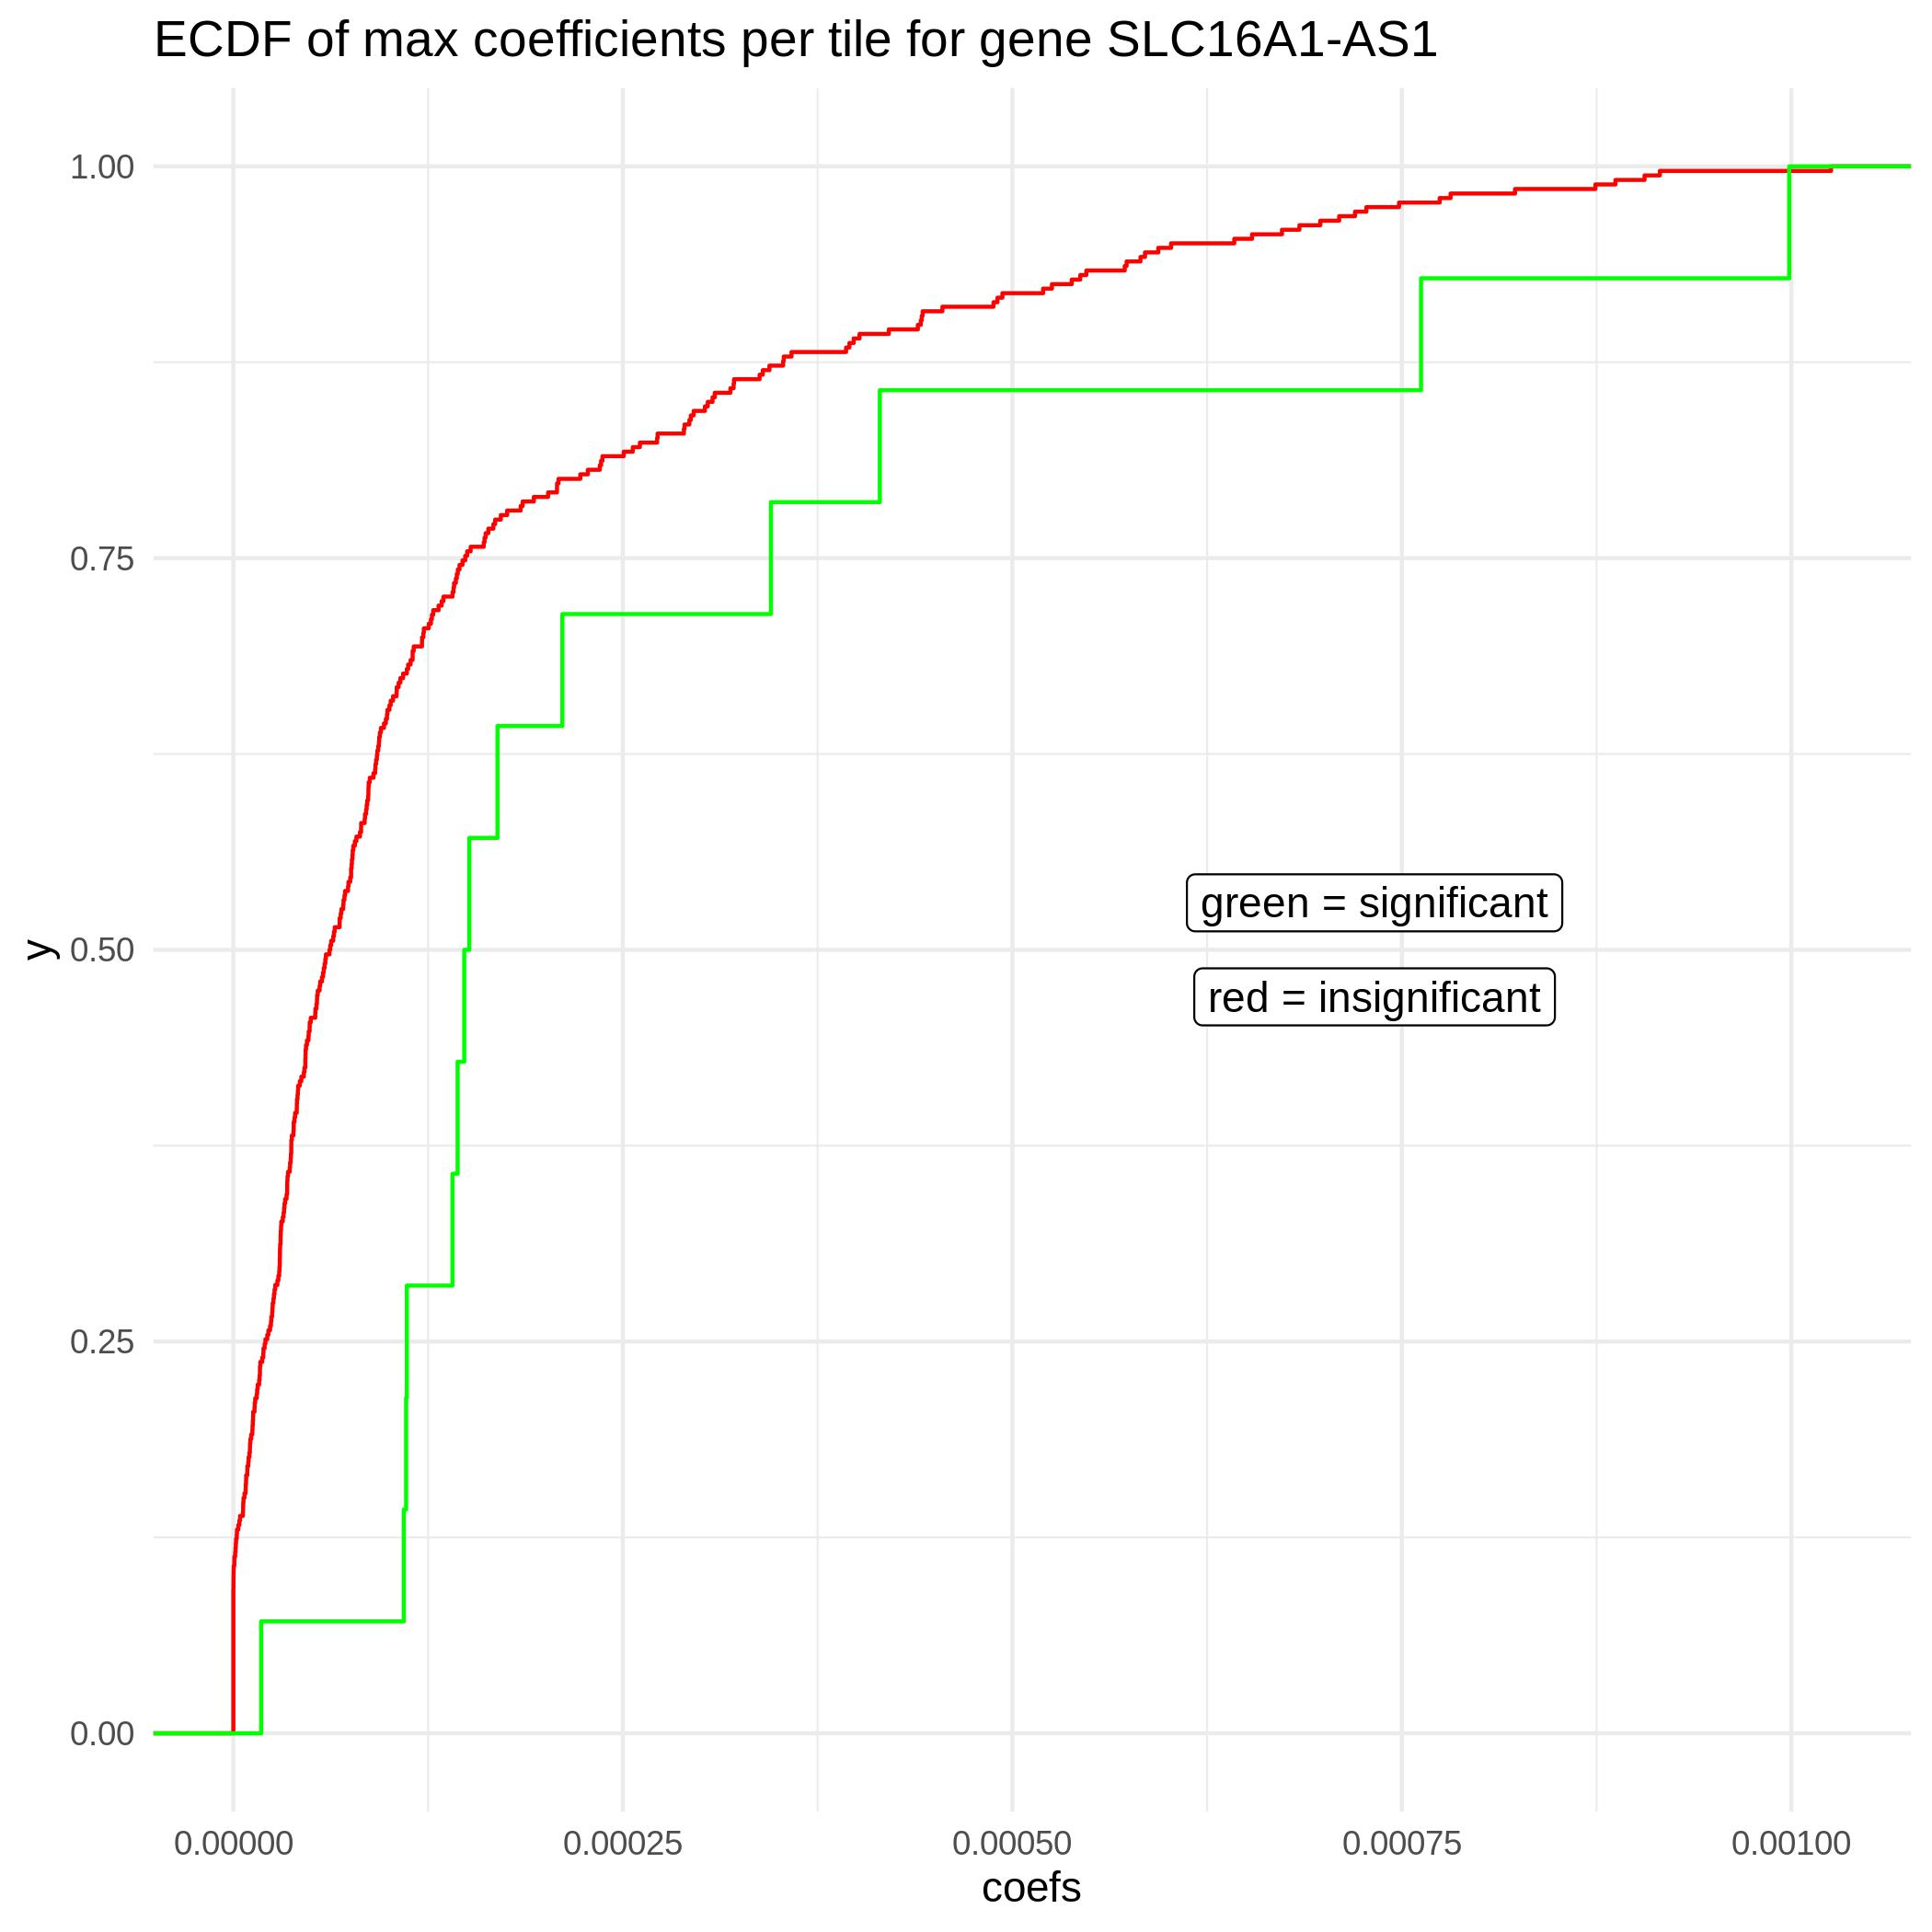 ECDF of max coefficients per tile for gene SLC16A1-AS1
1.00
0.75
0.50
0.25
0.00
y
green = significant
red = insignificant
0.00000 0.00025 0.00050 0.00075 0.00100
coefs